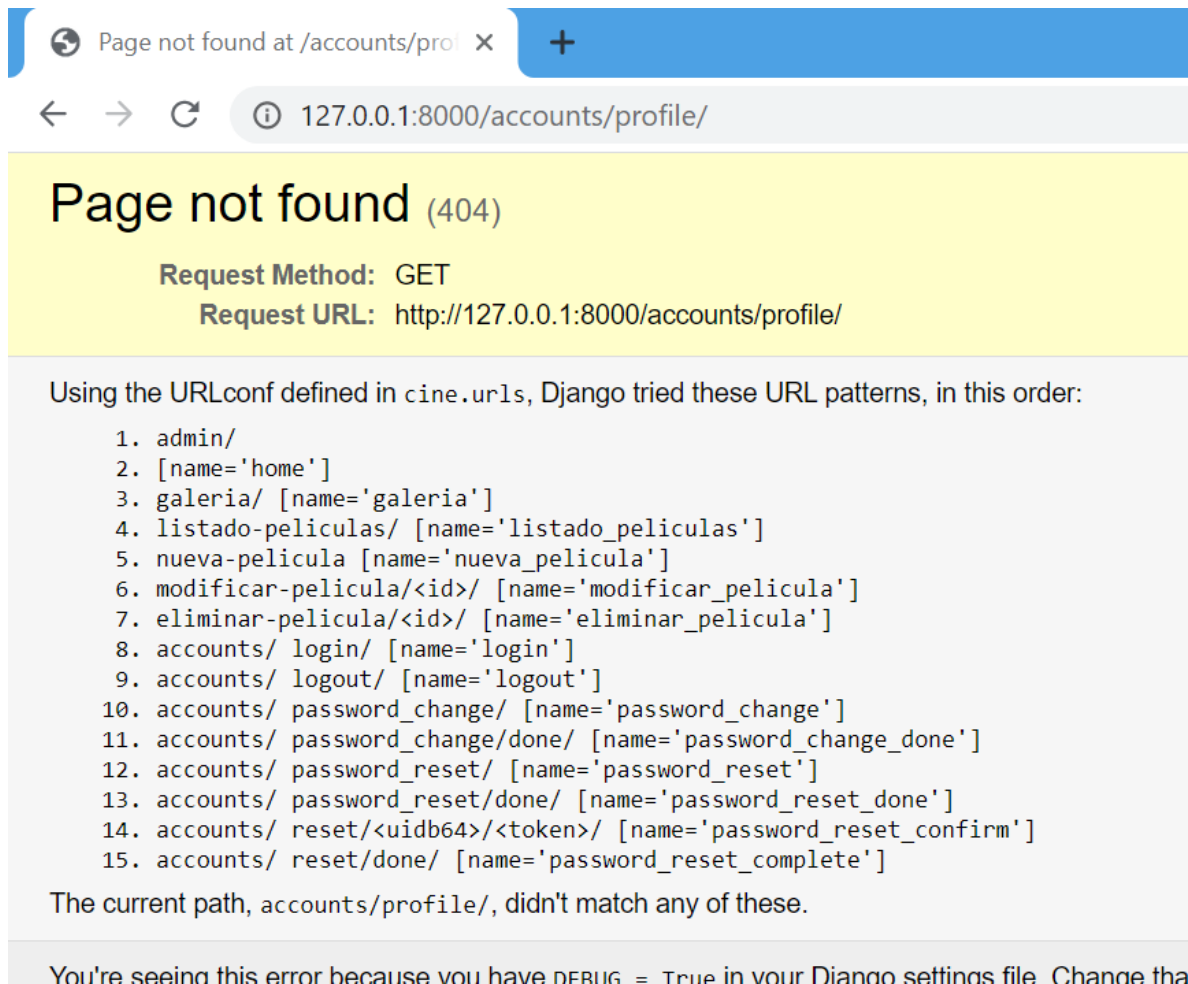 Page not found at /accounts/prof
127.0.0.1:8000/accounts/profile/
Page not found (404)
Request Method: GET
Request URL: http://127.0.0.1:8000/accounts/profile/
Using the URLconf defined in cine.urls, Django tried these URL patterns, in this order:
1. admin/
2. [name='home']
3. galeria/ [name='galeria']
4. listado-peliculas/ [name='listado_peliculas']
5. nueva-pelicula [name='nueva_pelicula']
6. modificar-pelicula/<id>/ [name='modificar_pelicula']
7. eliminar-pelicula/<id>/ [name='eliminar_pelicula']
8. accounts/ login/ [name='login']
9. accounts/ logout/ [name='logout']
10. accounts/ password_change/ [name='password_change']
11. accounts/ password_change/done/ [name='password_change_done']
12. accounts/ password_reset/ [name='password_reset']
13. accounts/ password_reset/done/ [name='password_reset_done']
14. accounts/ reset/<uidb64>/<token>/ [name='password_reset_confirm']
15. accounts/ reset/done/ [name='password_reset_complete']
The current path, accounts/profile/, didn't match any of these.
You're seeing this error because you have DEBUG = True in your Django settings file. Change tha